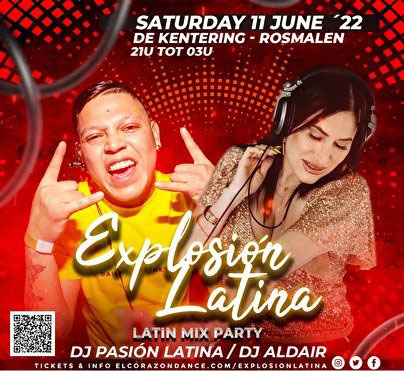 SATURDAY 11 JUNE ´22
DE KENTERING - ROSMALEN
21U TOT 03U
Explosión
Latina
LATIN MIX PARTY
DJ PASIÓN LATINA / DJ ALDAIR
TICKETS & INFO ELCORAZONDANCE.COM/EXPLOSIONLATINA